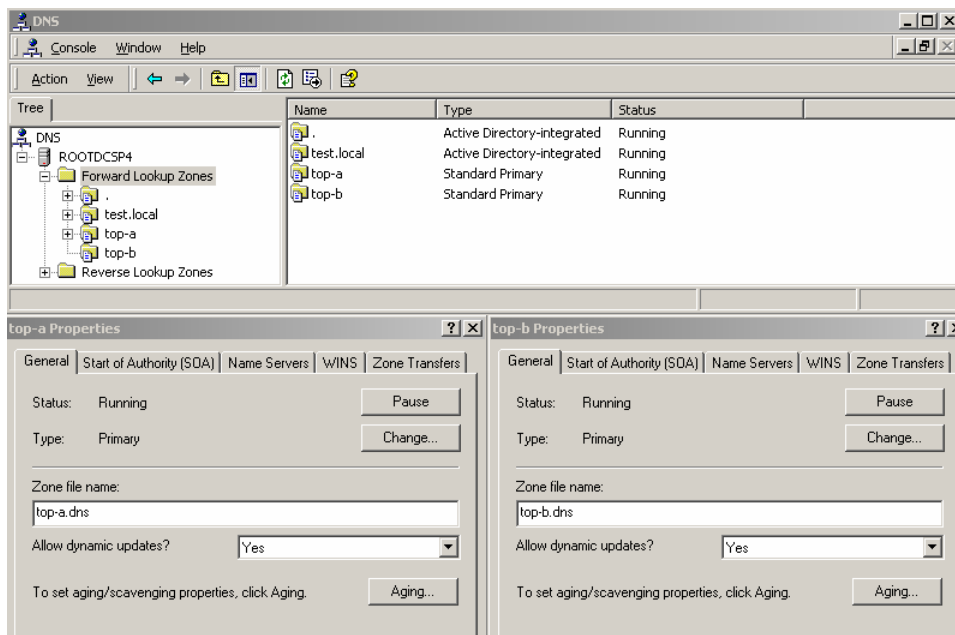 DNS
Console Window Help
Action View
Tree
Name Type Status
DNS
ROOTDCSP4
Forward Lookup Zones
.
test.local
top-a
top-b
Reverse Lookup Zones
. Active Directory-integrated Running
test.local Active Directory-integrated Running
top-a Standard Primary Running
top-b Standard Primary Running
top-a Properties
General Start of Authority (SOA) Name Servers WINS Zone Transfers
Status: Running Pause
Type: Primary Change...
Zone file name:
top-a.dns
Allow dynamic updates? Yes
To set aging/scavenging properties, click Aging. Aging...
top-b Properties
General Start of Authority (SOA) Name Servers WINS Zone Transfers
Status: Running Pause
Type: Primary Change...
Zone file name:
top-b.dns
Allow dynamic updates? Yes
To set aging/scavenging properties, click Aging. Aging...